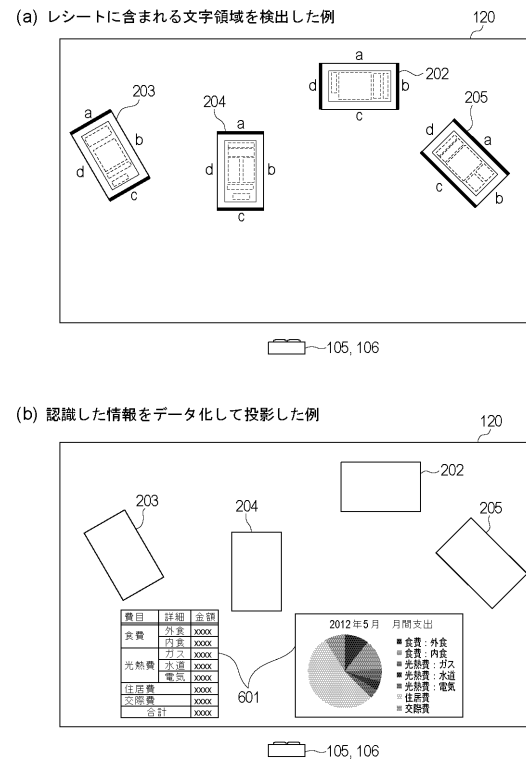 (a) レシートに含まれる文字領域を検出した例
120
a
202
d
b
c
203
a
b
d
c
204
a
d
b
c
205
d
a
c
b
105, 106
(b) 認識した情報をデータ化して投影した例
120
202
203
204
205
費目 詳細 金額
食費 外食 xxxx
内食 xxxx
光熱費 ガス xxxx
水道 xxxx
電気 xxxx
住居費 xxxx
交際費 xxxx
合計 xxxx
601
2012年5月 月間支出
食費:外食
食費:内食
光熱費:ガス
光熱費:水道
光熱費:電気
住居費
交際費
105, 106